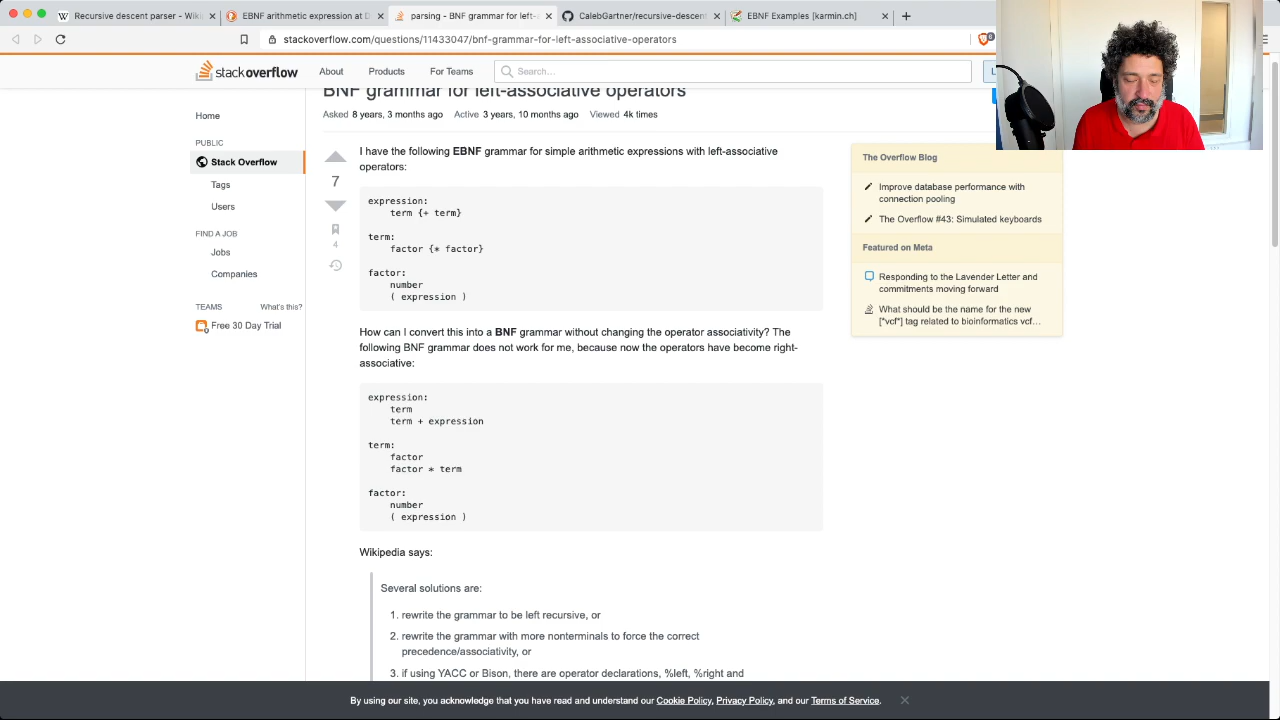 Recursive descent parser - Wiki
EBNF arithmetic expression at D
parsing - BNF grammar for left-
CalebGartner/recursive-descent
EBNF Examples [karmin.ch]
stackoverflow.com/questions/11433047/bnf-grammar-for-left-associative-operators
stackoverflow
About
Products
For Teams
Search...
BNF grammar for left-associative operators
Asked 8 years, 3 months ago Active 3 years, 10 months ago Viewed 4k times
Home
PUBLIC
Stack Overflow
Tags
Users
FIND A JOB
Jobs
Companies
TEAMS What's this?
Free 30 Day Trial
7
4
I have the following EBNF grammar for simple arithmetic expressions with left-associative
operators:
expression:
term {+ term}
term:
factor {* factor}
factor:
number
( expression )
How can I convert this into a BNF grammar without changing the operator associativity? The
following BNF grammar does not work for me, because now the operators have become right-
associative:
expression:
term
term + expression
term:
factor
factor * term
factor:
number
( expression )
Wikipedia says:
Several solutions are:
1. rewrite the grammar to be left recursive, or
2. rewrite the grammar with more nonterminals to force the correct
precedence/associativity, or
3. if using YACC or Bison, there are operator declarations, %left, %right and
The Overflow Blog
Improve database performance with
connection pooling
The Overflow #43: Simulated keyboards
Featured on Meta
Responding to the Lavender Letter and
commitments moving forward
What should be the name for the new
[*vcf*] tag related to bioinformatics vcf...
By using our site, you acknowledge that you have read and understand our Cookie Policy, Privacy Policy, and our Terms of Service.